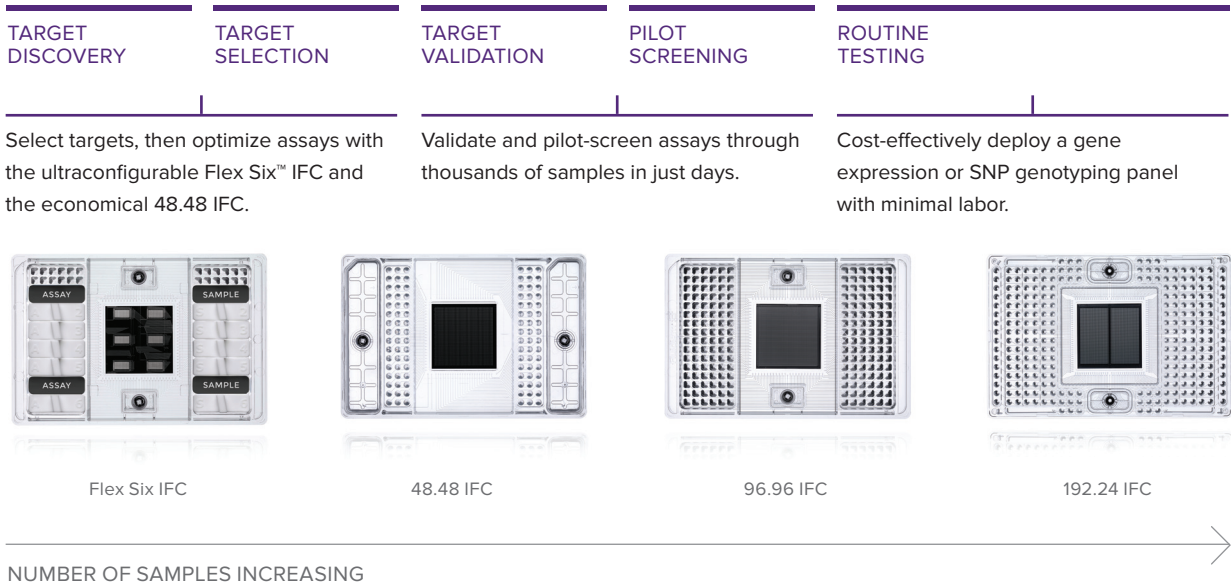 TARGET
DISCOVERY
TARGET
SELECTION
TARGET
VALIDATION
PILOT
SCREENING
ROUTINE
TESTING
Select targets, then optimize assays with
the ultraconfigurable Flex Six™ IFC and
the economical 48.48 IFC.
Validate and pilot-screen assays through
thousands of samples in just days.
Cost-effectively deploy a gene
expression or SNP genotyping panel
with minimal labor.
ASSAY
SAMPLE
ASSAY
SAMPLE
Flex Six IFC
48.48 IFC
96.96 IFC
192.24 IFC
NUMBER OF SAMPLES INCREASING